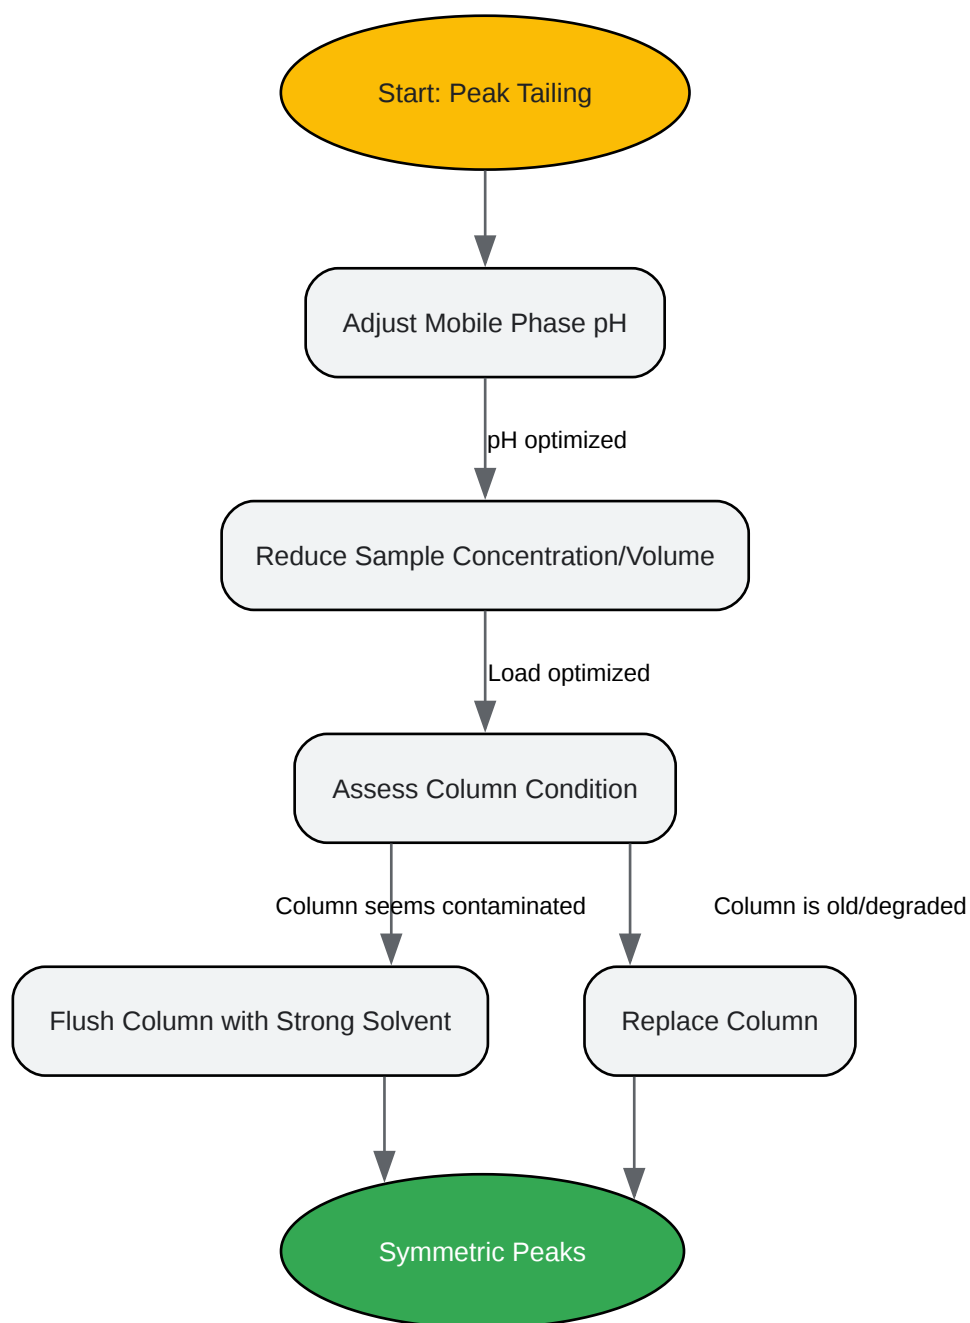 Start: Peak Tailing
Adjust Mobile Phase pH
pH optimized
Reduce Sample Concentration/Volume
Load optimized
Assess Column Condition
Column seems contaminated
Column is old/degraded
Flush Column with Strong Solvent
Replace Column
Symmetric Peaks